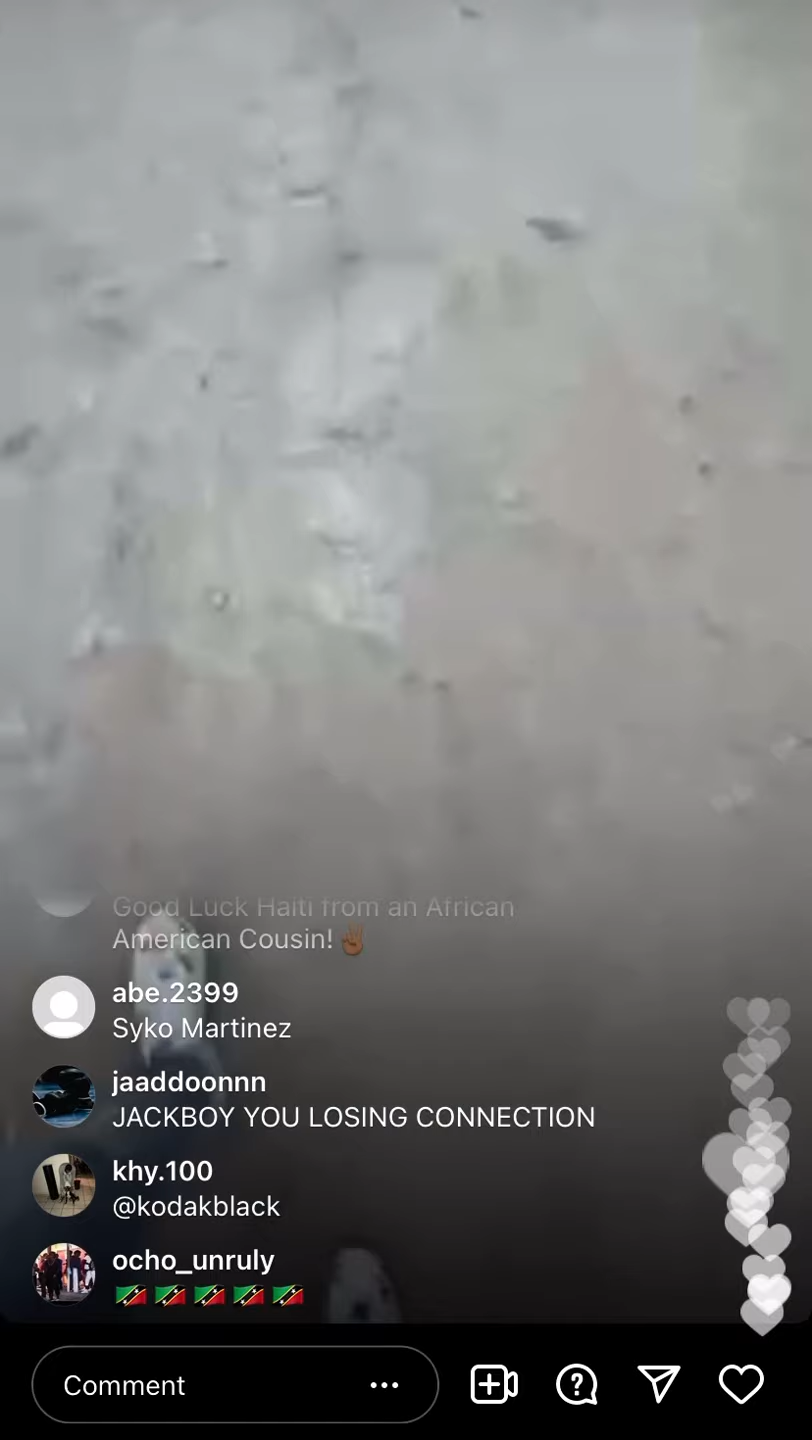 Good Luck Haiti from an African
American Cousin! ✌🏾
abe.2399
Syko Martinez
jaaddoonnn
JACKBOY YOU LOSING CONNECTION
khy.100
@kodakblack
ocho_unruly
🇰🇳🇰🇳🇰🇳🇰🇳🇰🇳
Comment